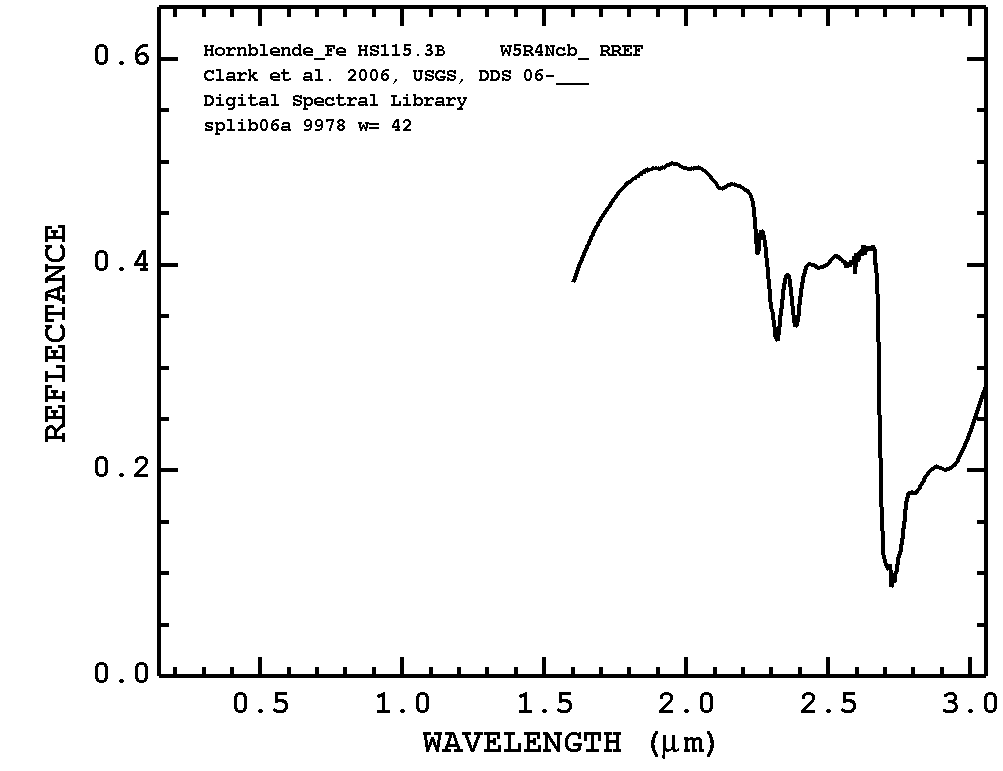 Hornblende_Fe HS115.3B W5R4Ncb_ RREF
Clark et al. 2006, USGS, DDS 06-___
Digital Spectral Library
splib06a 9978 w= 42
REFLECTANCE
0.6
0.4
0.2
0.0
0.5 1.0 1.5 2.0 2.5 3.0
WAVELENGTH (μm)